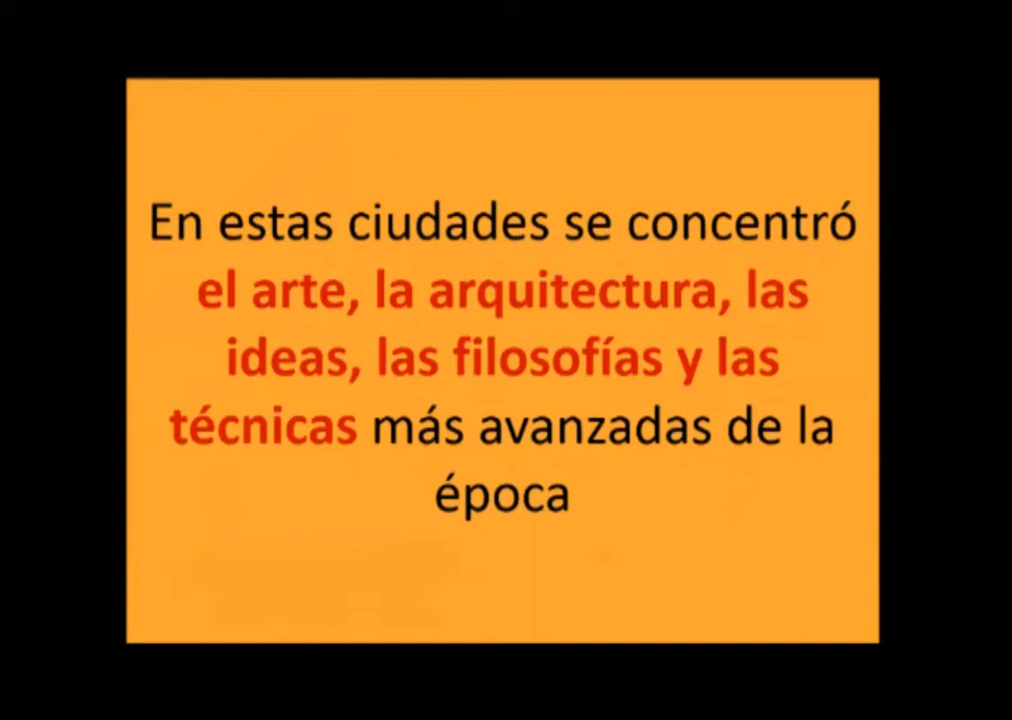 En estas ciudades se concentró
el arte, la arquitectura, las
ideas, las filosofías y las
técnicas más avanzadas de la
época